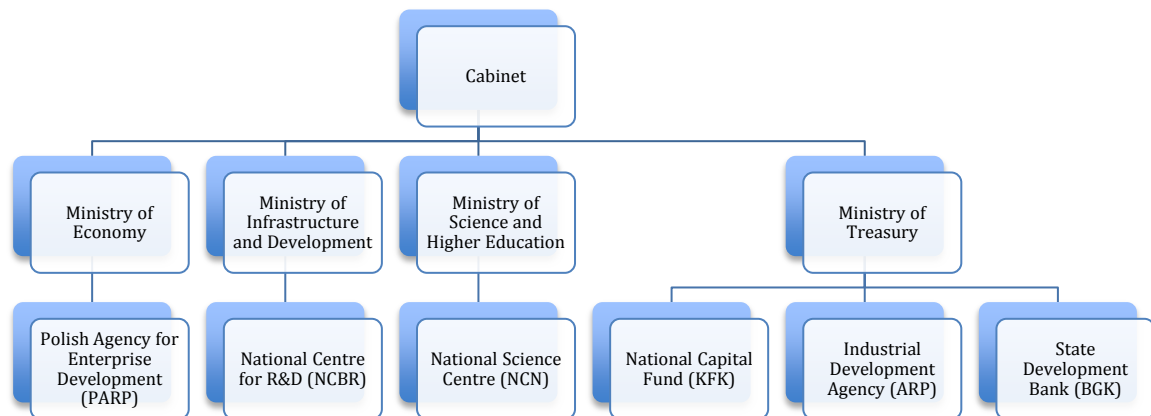 Cabinet
Ministry of
Economy
Ministry of
Infrastructure
and Development
Ministry of
Science and
Higher Education
Ministry of
Treasury
Polish Agency for
Enterprise
Development
(PARP)
National Centre
for R&D (NCBR)
National Science
Centre (NCN)
National Capital
Fund (KFK)
Industrial
Development
Agency (ARP)
State
Development
Bank (BGK)